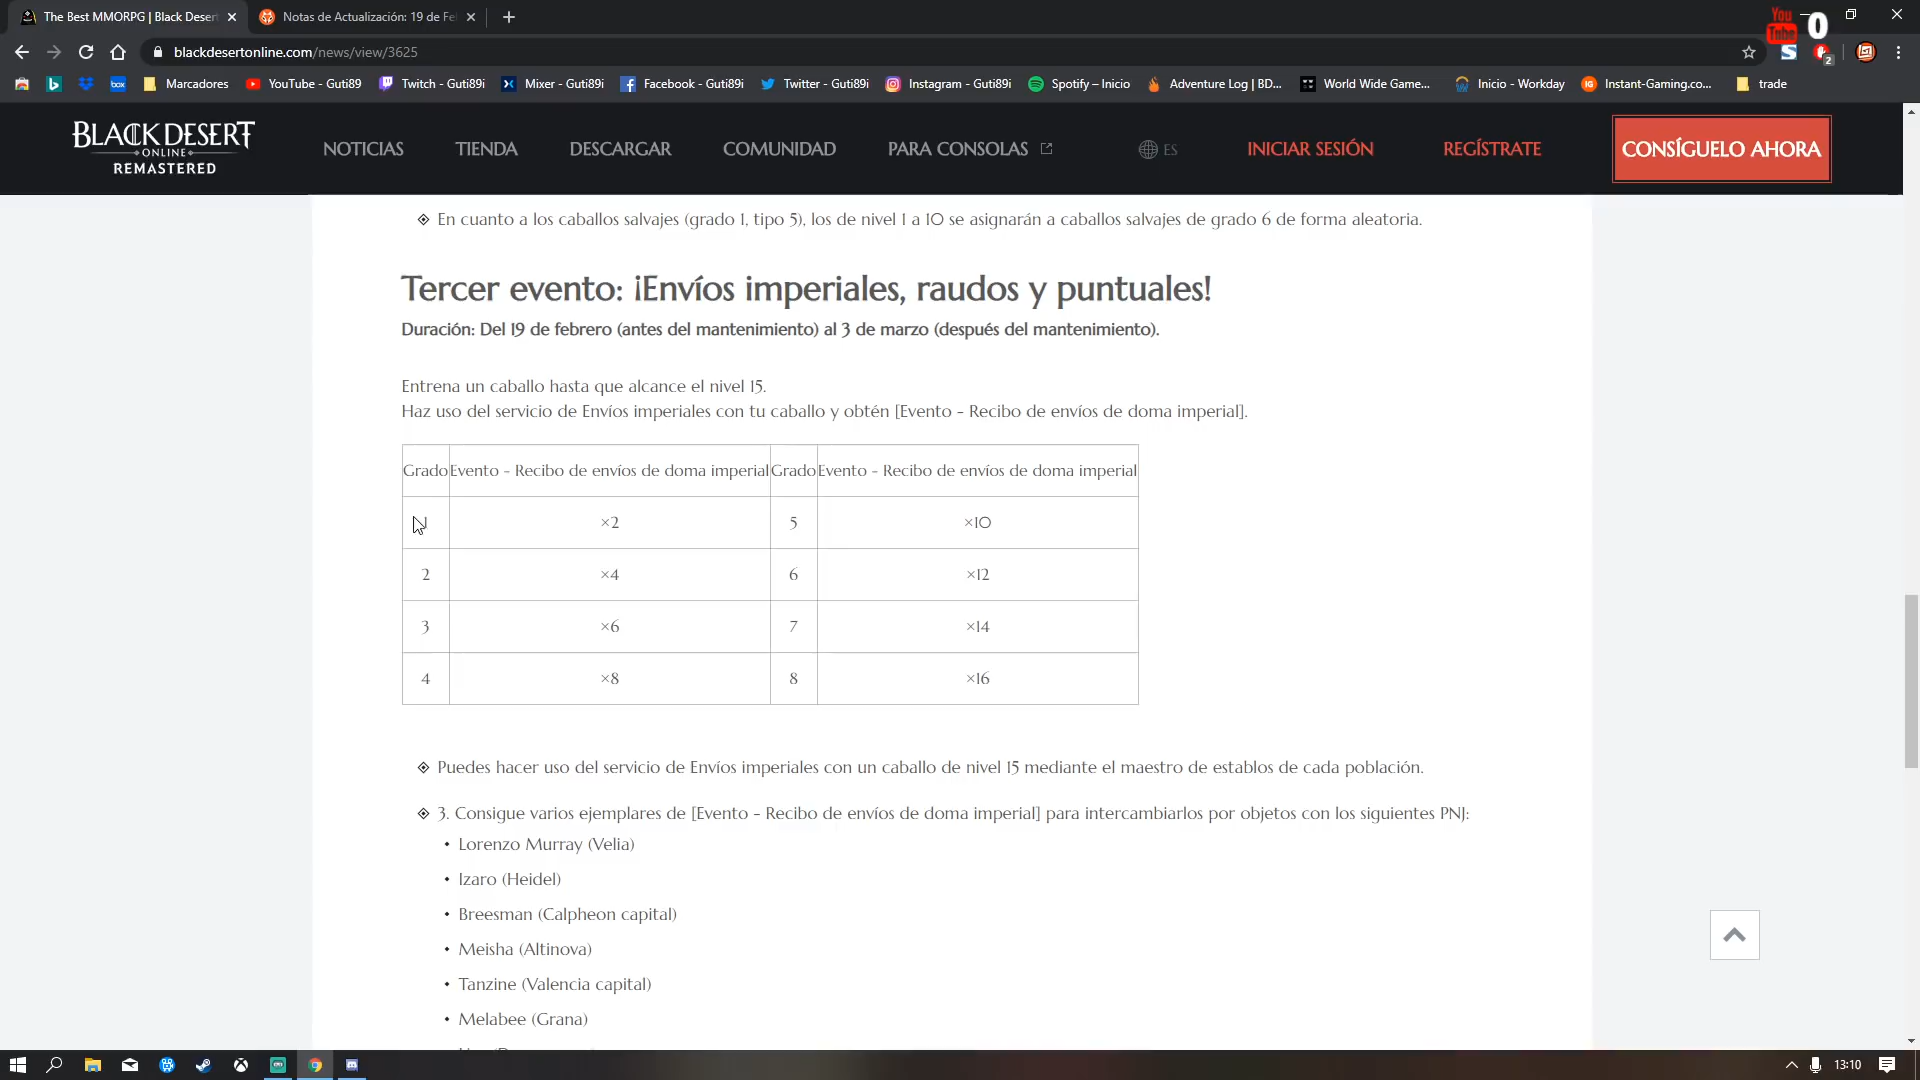 The Best MMORPG | Black Desert
Notas de Actualización: 19 de Fe
You
Tube
0
blackdesertonline.com/news/view/3625
2
Marcadores
YouTube - Guti89
Twitch - Guti89i
Mixer - Guti89i
Facebook - Guti89i
Twitter - Guti89i
Instagram - Guti89i
Spotify – Inicio
Adventure Log | BD...
World Wide Game...
Inicio - Workday
Instant-Gaming.co...
trade
BLACK DESERT
ONLINE
REMASTERED
NOTICIAS
TIENDA
DESCARGAR
COMUNIDAD
PARA CONSOLAS
ES
INICIAR SESIÓN
REGÍSTRATE
CONSÍGUELO AHORA
En cuanto a los caballos salvajes (grado 1, tipo 5), los de nivel 1 a 10 se asignarán a caballos salvajes de grado 6 de forma aleatoria.
Tercer evento: ¡Envíos imperiales, raudos y puntuales!
Duración: Del 19 de febrero (antes del mantenimiento) al 3 de marzo (después del mantenimiento).
Entrena un caballo hasta que alcance el nivel 15.
Haz uso del servicio de Envíos imperiales con tu caballo y obtén [Evento - Recibo de envíos de doma imperial].
Grado Evento - Recibo de envíos de doma imperial Grado Evento - Recibo de envíos de doma imperial
1 ×2 5 ×10
2 ×4 6 ×12
3 ×6 7 ×14
4 ×8 8 ×16
Puedes hacer uso del servicio de Envíos imperiales con un caballo de nivel 15 mediante el maestro de establos de cada población.
3. Consigue varios ejemplares de [Evento - Recibo de envíos de doma imperial] para intercambiarlos por objetos con los siguientes PNJ:
• Lorenzo Murray (Velia)
• Izaro (Heidel)
• Breesman (Calpheon capital)
• Meisha (Altinova)
• Tanzine (Valencia capital)
• Melabee (Grana)
13:10